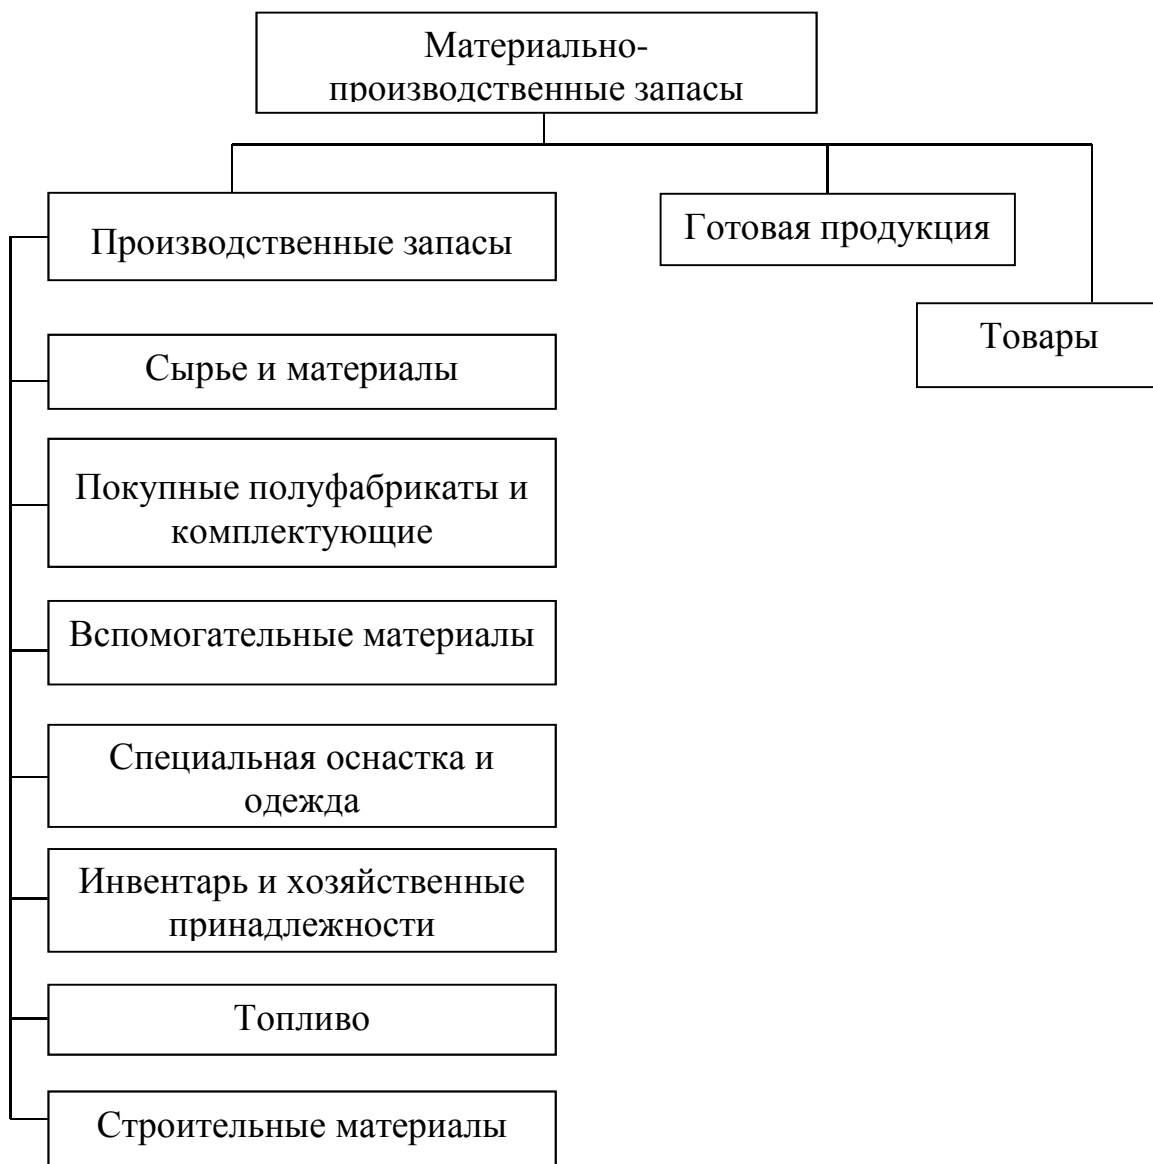 Материально-
производственные запасы
Производственные запасы
Готовая продукция
Товары
Сырье и материалы
Покупные полуфабрикаты и
комплектующие
Вспомогательные материалы
Специальная оснастка и
одежда
Инвентарь и хозяйственные
принадлежности
Топливо
Строительные материалы